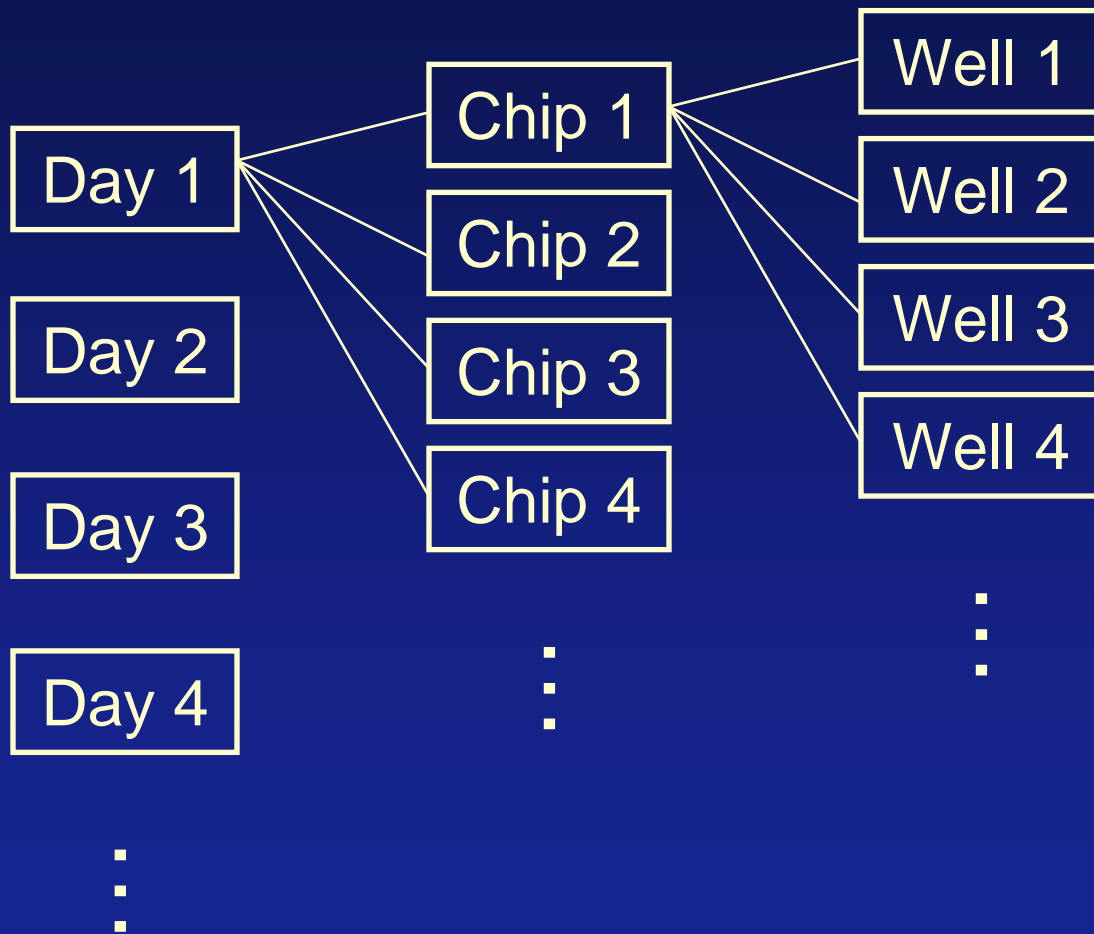 Day 1
Day 2
Day 3
Day 4
Chip 1
Chip 2
Chip 3
Chip 4
Well 1
Well 2
Well 3
Well 4